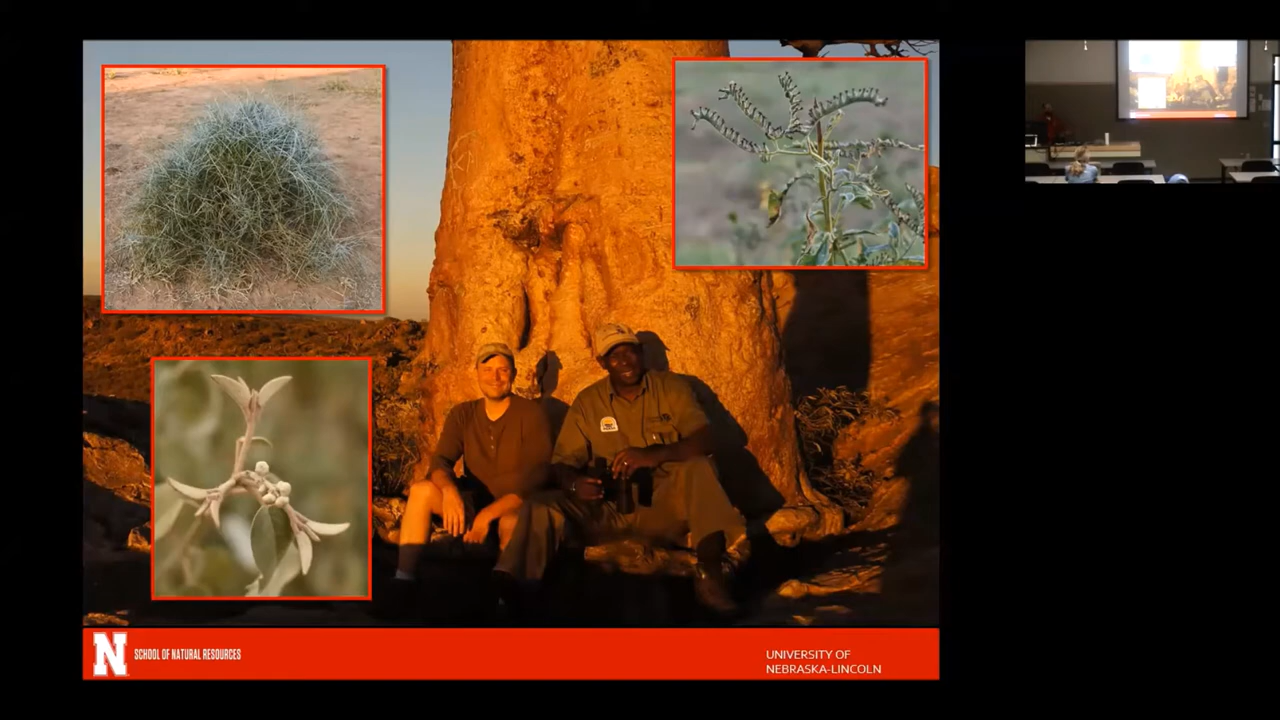 N
SCHOOL OF NATURAL RESOURCES
UNIVERSITY OF
NEBRASKA-LINCOLN